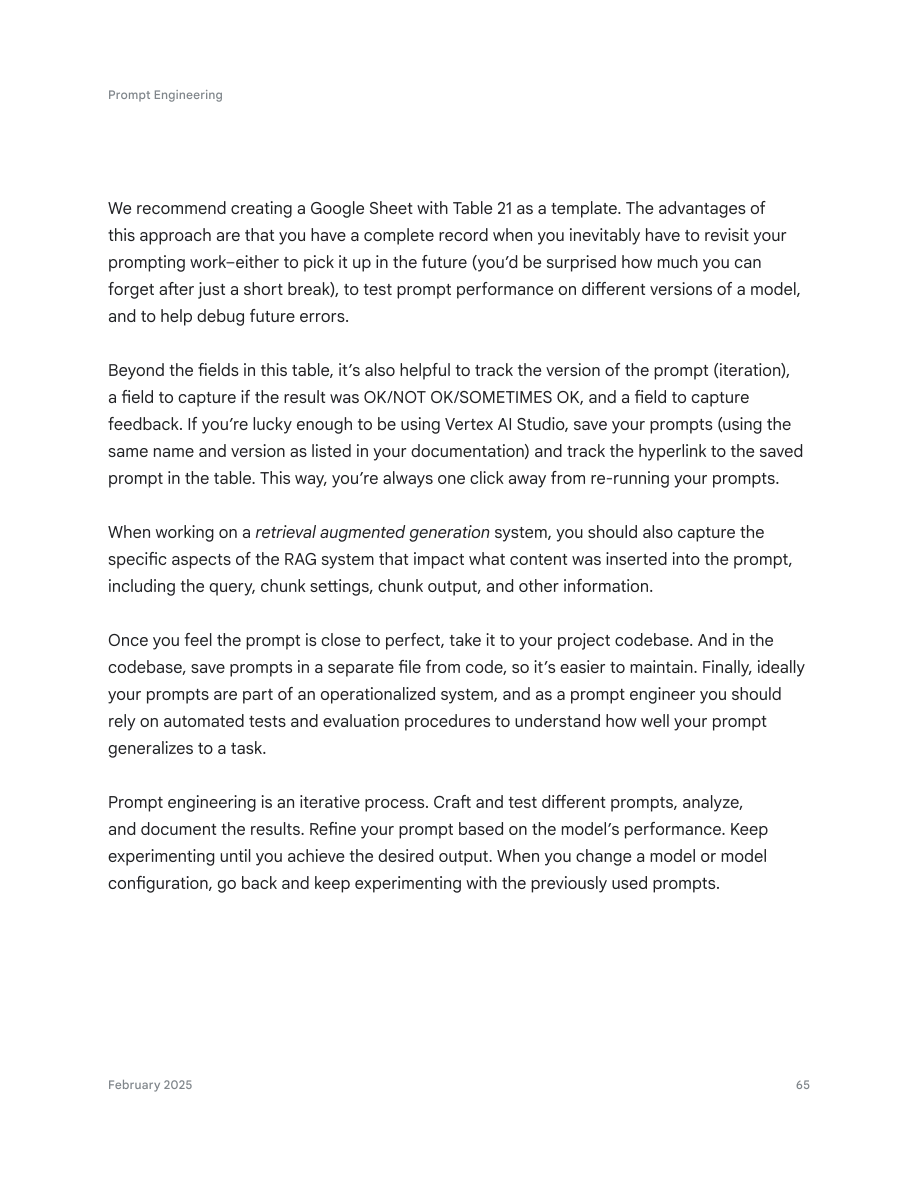 Prompt Engineering
We recommend creating a Google Sheet with Table 21 as a template. The advantages of
this approach are that you have a complete record when you inevitably have to revisit your
prompting work–either to pick it up in the future (you’d be surprised how much you can
forget after just a short break), to test prompt performance on different versions of a model,
and to help debug future errors.
Beyond the fields in this table, it’s also helpful to track the version of the prompt (iteration),
a field to capture if the result was OK/NOT OK/SOMETIMES OK, and a field to capture
feedback. If you’re lucky enough to be using Vertex AI Studio, save your prompts (using the
same name and version as listed in your documentation) and track the hyperlink to the saved
prompt in the table. This way, you’re always one click away from re-running your prompts.
When working on a retrieval augmented generation system, you should also capture the
specific aspects of the RAG system that impact what content was inserted into the prompt,
including the query, chunk settings, chunk output, and other information.
Once you feel the prompt is close to perfect, take it to your project codebase. And in the
codebase, save prompts in a separate file from code, so it’s easier to maintain. Finally, ideally
your prompts are part of an operationalized system, and as a prompt engineer you should
rely on automated tests and evaluation procedures to understand how well your prompt
generalizes to a task.
Prompt engineering is an iterative process. Craft and test different prompts, analyze,
and document the results. Refine your prompt based on the model’s performance. Keep
experimenting until you achieve the desired output. When you change a model or model
configuration, go back and keep experimenting with the previously used prompts.
February 2025
65